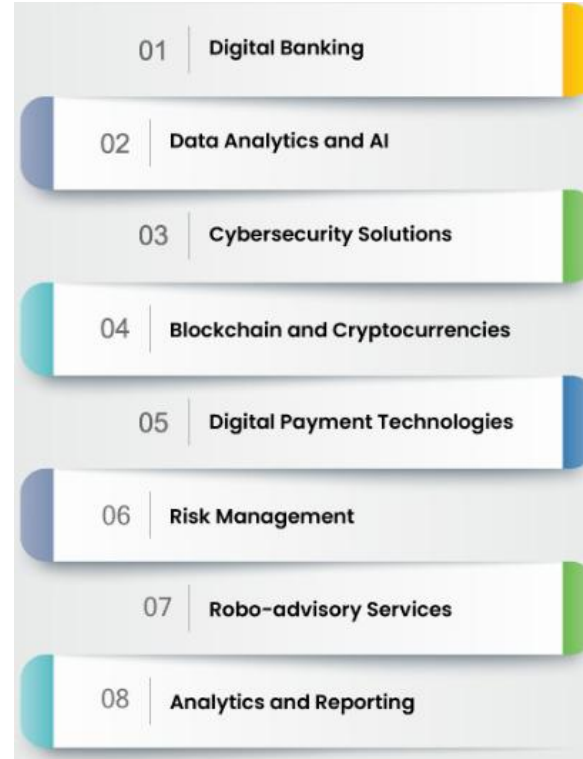 01 Digital Banking
02 Data Analytics and AI
03 Cybersecurity Solutions
04 Blockchain and Cryptocurrencies
05 Digital Payment Technologies
06 Risk Management
07 Robo-advisory Services
08 Analytics and Reporting